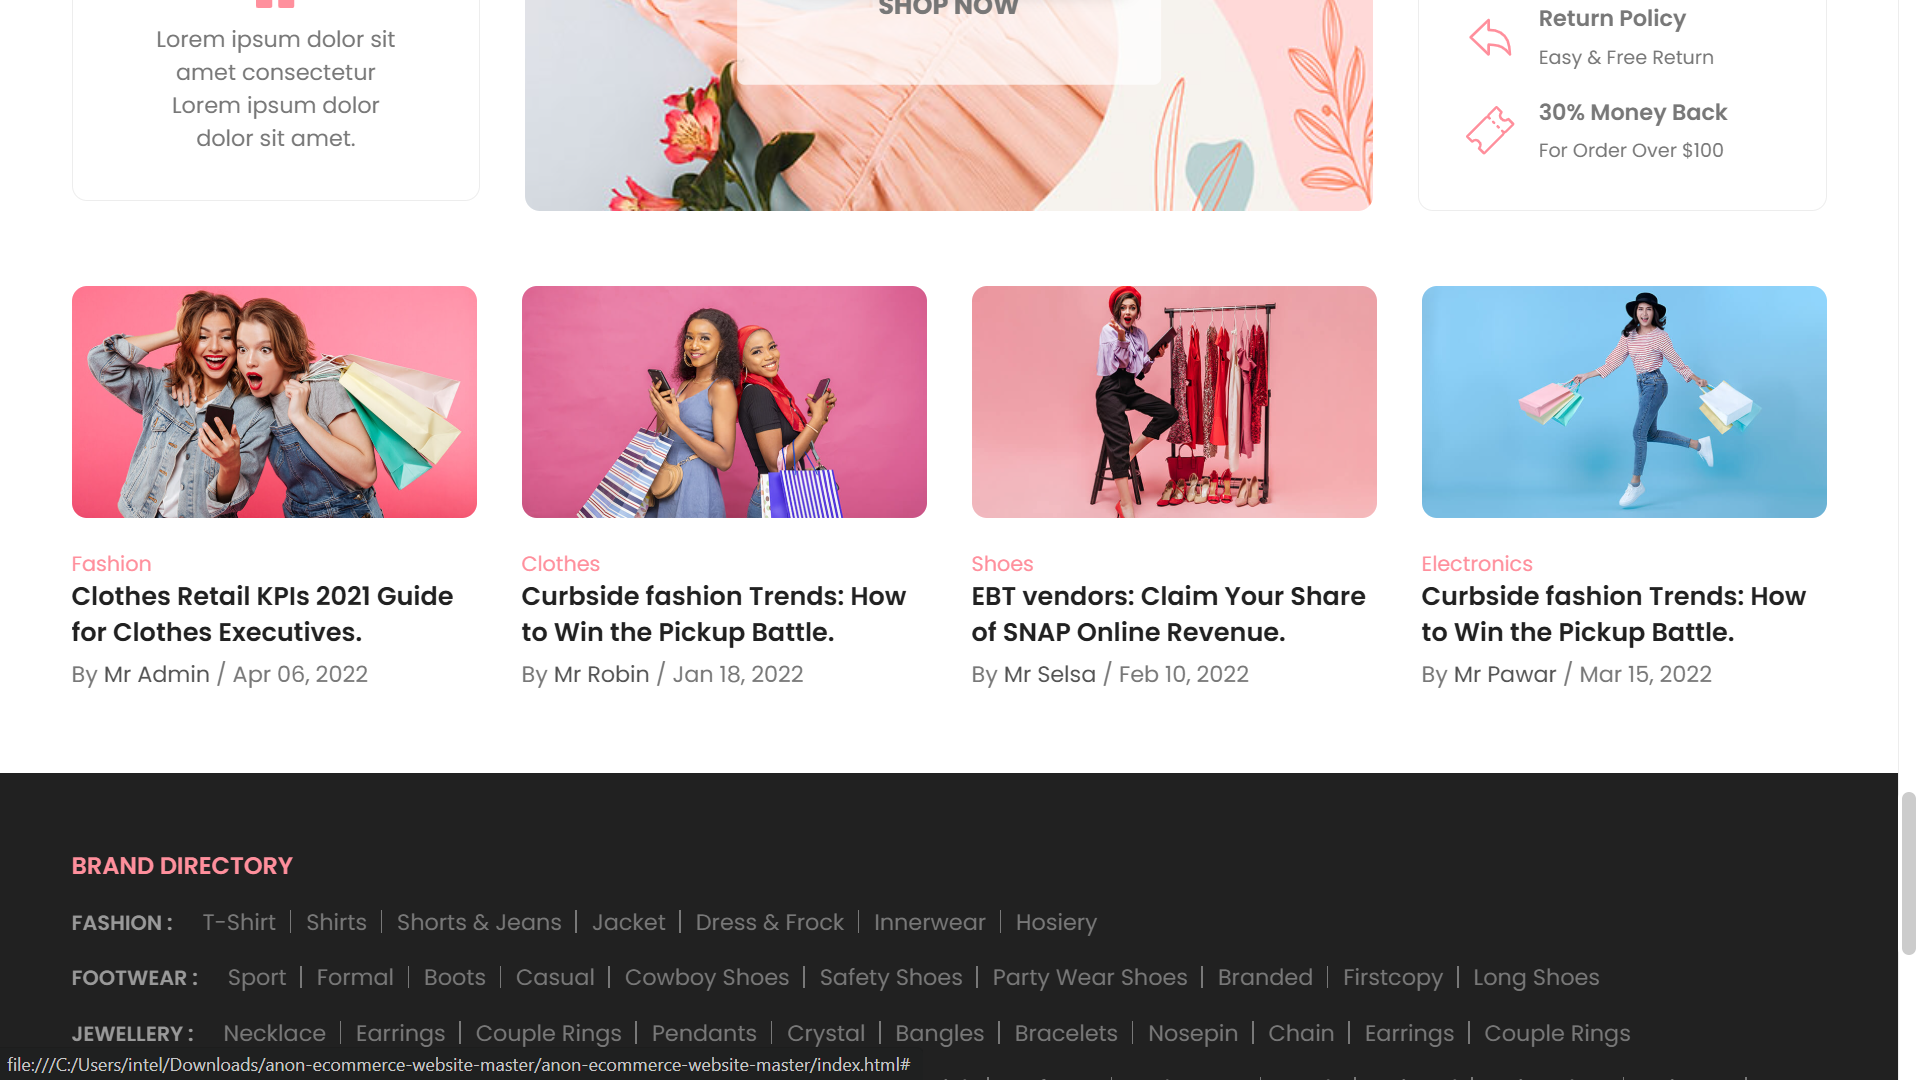 SHOP NOW
Lorem ipsum dolor sit
amet consectetur
Lorem ipsum dolor
dolor sit amet.
Return Policy
Easy & Free Return
30% Money Back
For Order Over $100
Fashion
Clothes Retail KPIs 2021 Guide
for Clothes Executives.
By Mr Admin / Apr 06, 2022
Clothes
Curbside fashion Trends: How
to Win the Pickup Battle.
By Mr Robin / Jan 18, 2022
Shoes
EBT vendors: Claim Your Share
of SNAP Online Revenue.
By Mr Selsa / Feb 10, 2022
Electronics
Curbside fashion Trends: How
to Win the Pickup Battle.
By Mr Pawar / Mar 15, 2022
BRAND DIRECTORY
FASHION : T-Shirt | Shirts | Shorts & Jeans | Jacket | Dress & Frock | Innerwear | Hosiery
FOOTWEAR : Sport | Formal | Boots | Casual | Cowboy Shoes | Safety Shoes | Party Wear Shoes | Branded | Firstcopy | Long Shoes
JEWELLERY : Necklace | Earrings | Couple Rings | Pendants | Crystal | Bangles | Bracelets | Nosepin | Chain | Earrings | Couple Rings
file:///C:/Users/intel/Downloads/anon-ecommerce-website-master/anon-ecommerce-website-master/index.html#